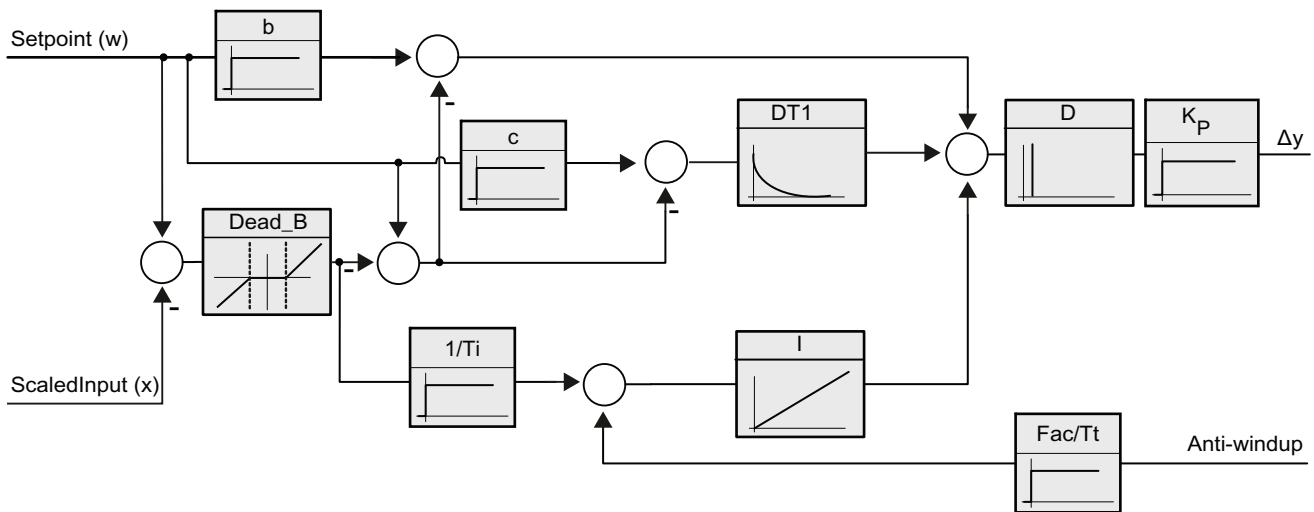 Setpoint (w)
b
c
DT1
D
K_P
Δy
Dead_B
-
-
-
-
ScaledInput (x)
1/Ti
I
Fac/Tt
Anti-windup